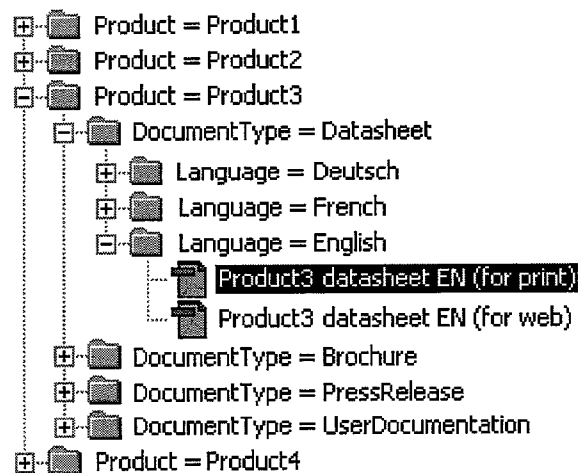 Product = Product1
Product = Product2
Product = Product3
DocumentType = Datasheet
Language = Deutsch
Language = French
Language = English
Product3 datasheet EN (for print)
Product3 datasheet EN (for web)
DocumentType = Brochure
DocumentType = PressRelease
DocumentType = UserDocumentation
Product = Product4